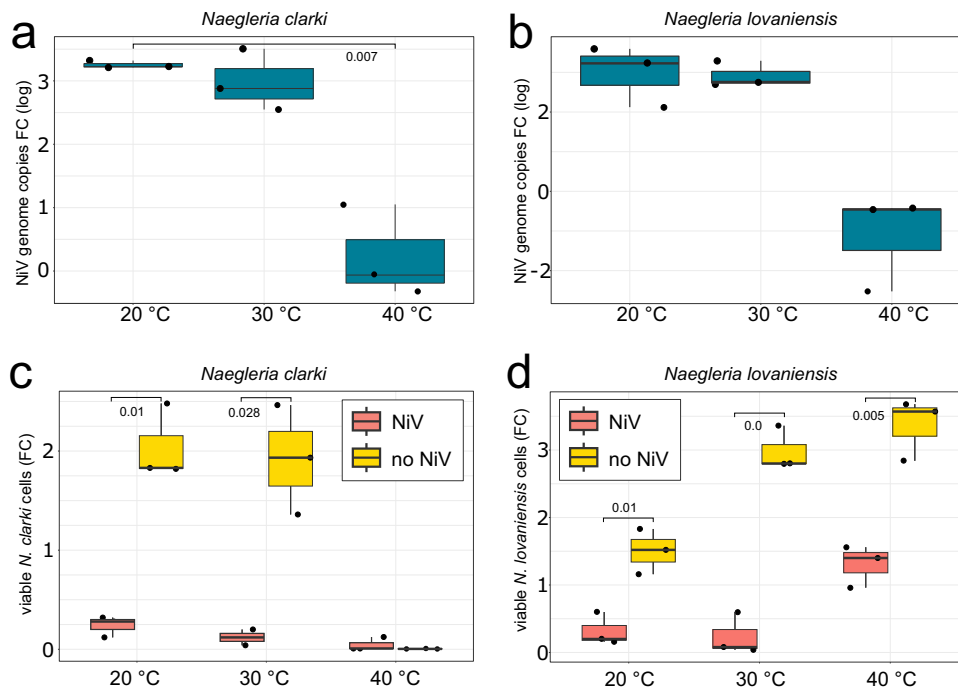 a
Naegleria clarki
0.007
NiV genome copies FC (log)
3
2
1
0
20 °C
30 °C
40 °C
b
Naegleria lovaniensis
NiV genome copies FC (log)
2
0
-2
20 °C
30 °C
40 °C
c
Naegleria clarki
0.01
0.028
NiV
no NiV
viable N. clarki cells (FC)
2
1
0
20 °C
30 °C
40 °C
d
Naegleria lovaniensis
NiV
no NiV
0.01
0.0
0.005
viable N. lovaniensis cells (FC)
3
2
1
0
20 °C
30 °C
40 °C